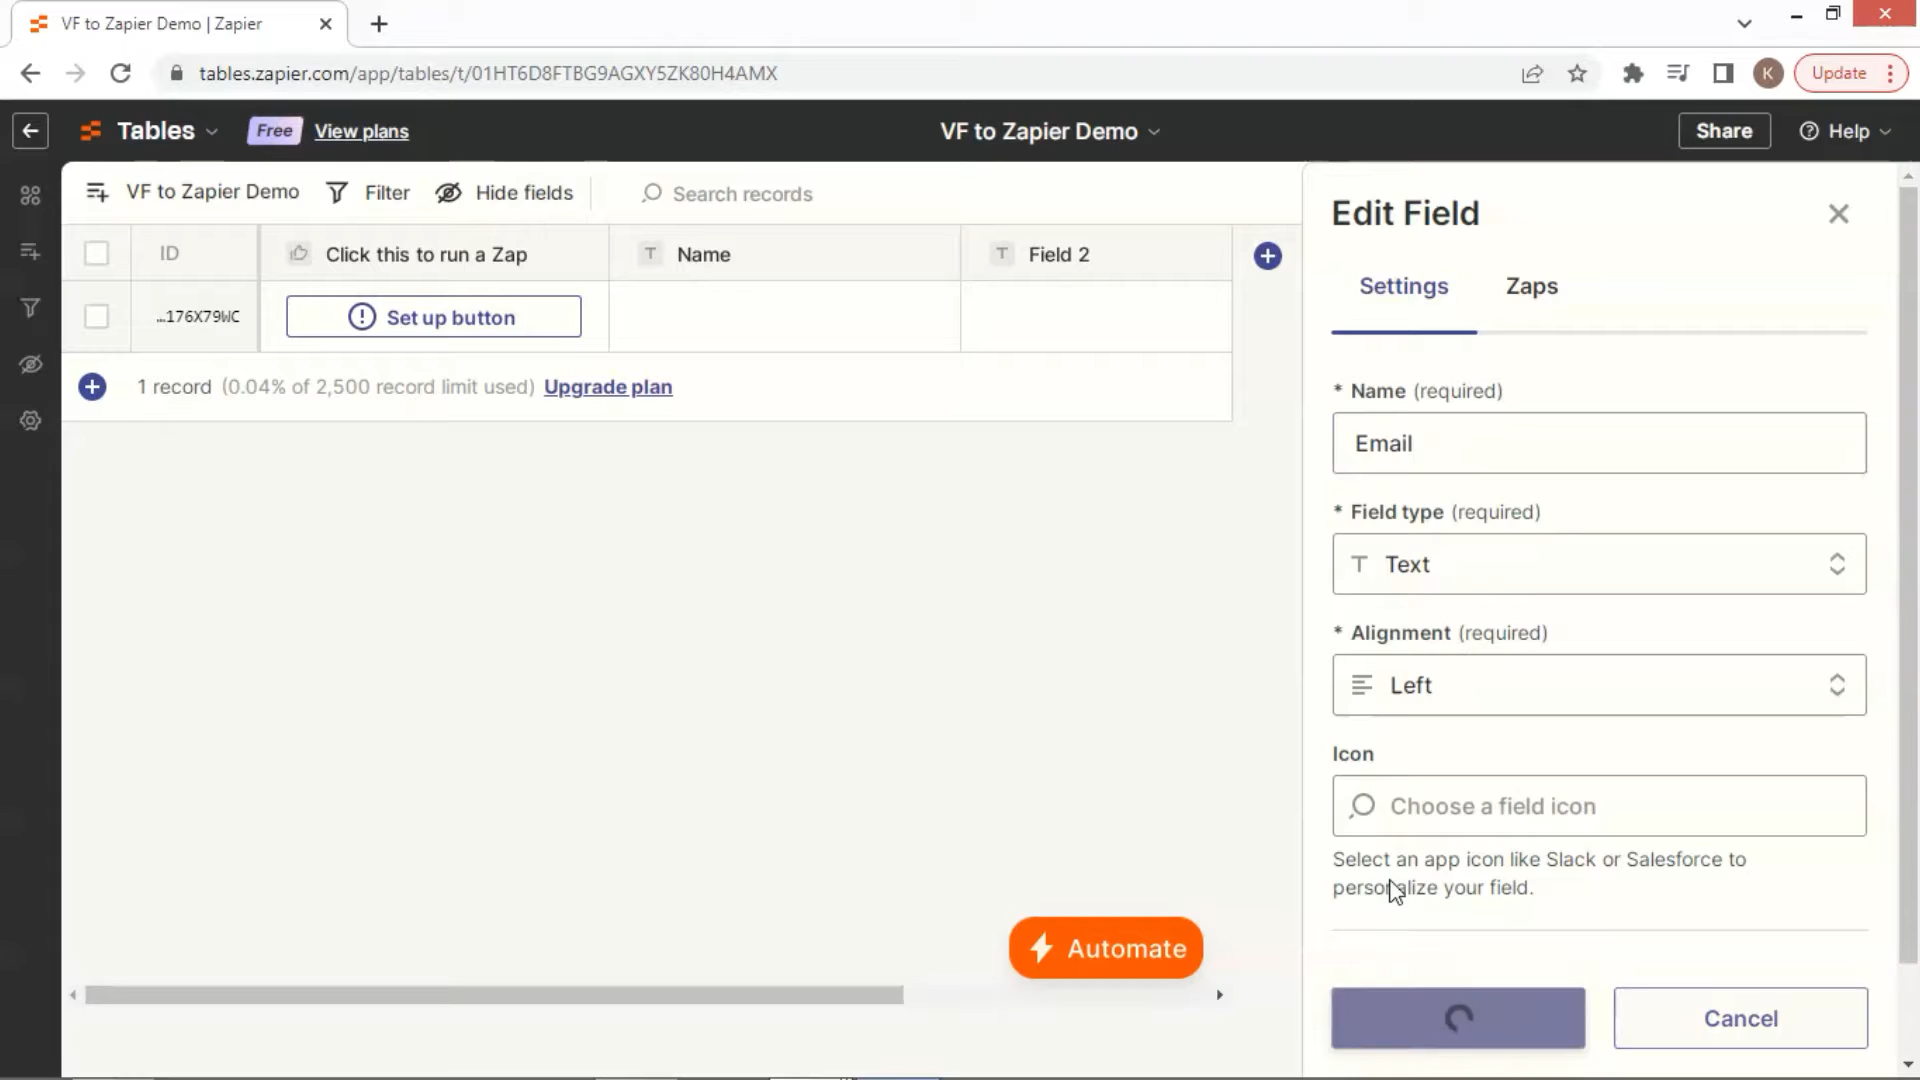 VF to Zapier Demo | Zapier
tables.zapier.com/app/tables/t/01HT6D8FTBG9AGXY5ZK80H4AMX
K
Update
Tables
Free
View plans
VF to Zapier Demo
Share
Help
VF to Zapier Demo
Filter
Hide fields
Search records
ID
Click this to run a Zap
T Name
T Field 2
…176X79WC
Set up button
1 record (0.04% of 2,500 record limit used) Upgrade plan
Automate
Edit Field
Settings
Zaps
* Name (required)
Email
* Field type (required)
T Text
* Alignment (required)
Left
Icon
Choose a field icon
Select an app icon like Slack or Salesforce to
personalize your field.
Cancel